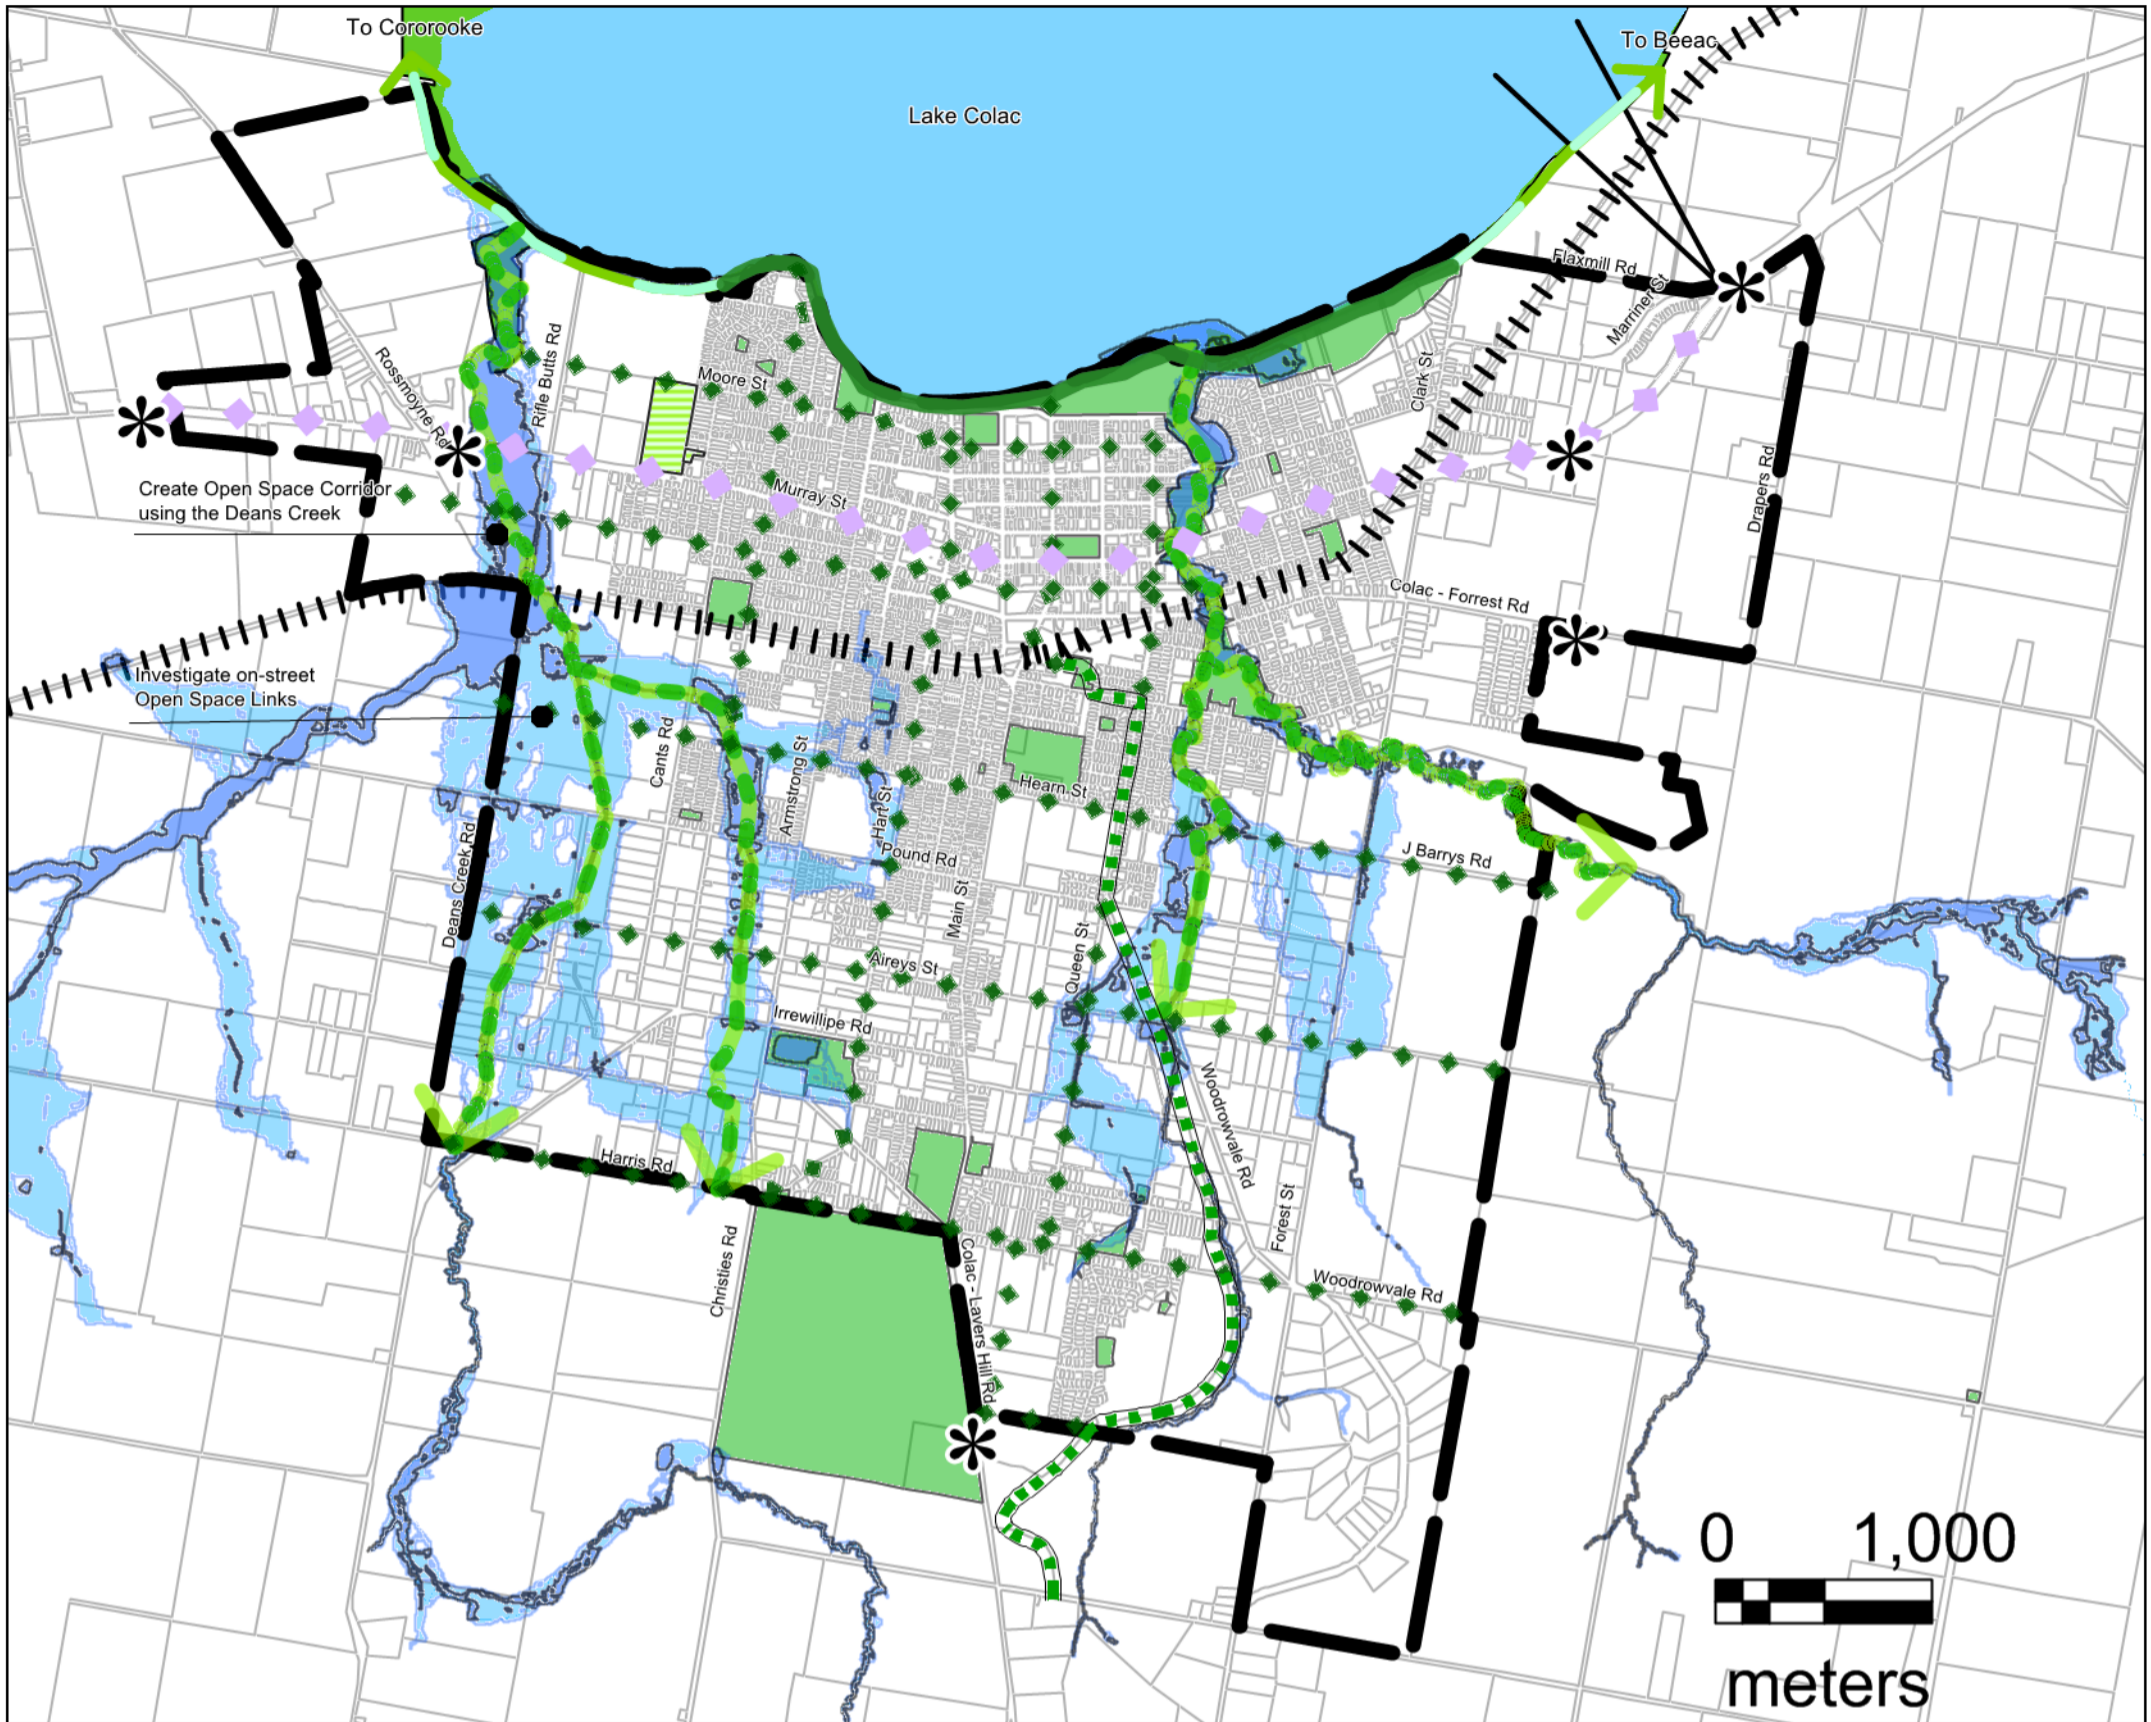 To Cororooke
To Beeac
Lake Colac
Flaxmill Rd
Marriner St
Rossmoyne Rd
Rifle Butts Rd
Moore St
Clark St
Murray St
Drapers Rd
Create Open Space Corridor
using the Deans Creek
Colac - Forrest Rd
Investigate on-street
Open Space Links
Cants Rd
Armstrong St
Hart St
Hearn St
Pound Rd
J Barrys Rd
Deans Creek Rd
Main St
Queen St
Aireys St
Irrewillipe Rd
Woodrowvale Rd
Harris Rd
Forest St
Christies Rd
Colac - Lavers Hill Rd
Woodrowvale Rd
0 1,000
meters